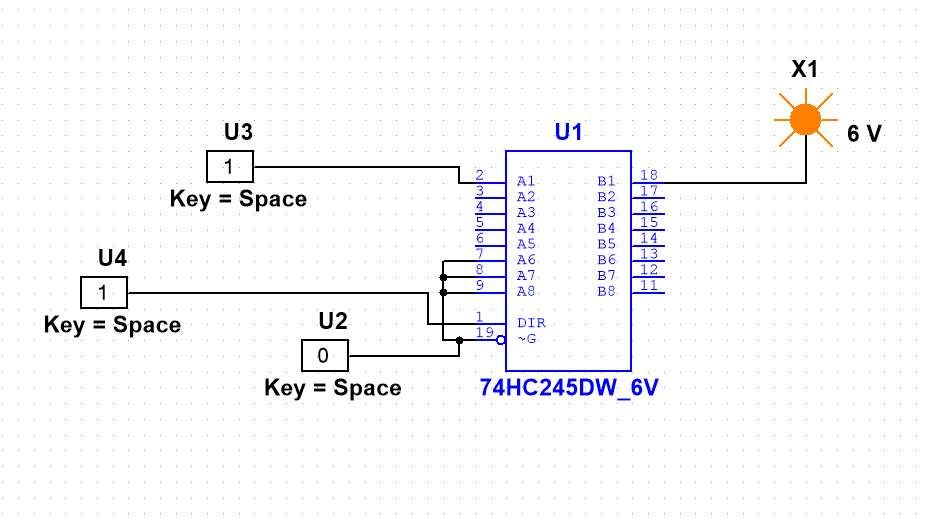 X1
6 V
U3
1
Key = Space
U1
2 A1 B1 18
3 A2 B2 17
4 A3 B3 16
5 A4 B4 15
6 A5 B5 14
7 A6 B6 13
8 A7 B7 12
9 A8 B8 11
1 DIR
19 ~G
74HC245DW_6V
U4
1
Key = Space
U2
0
Key = Space